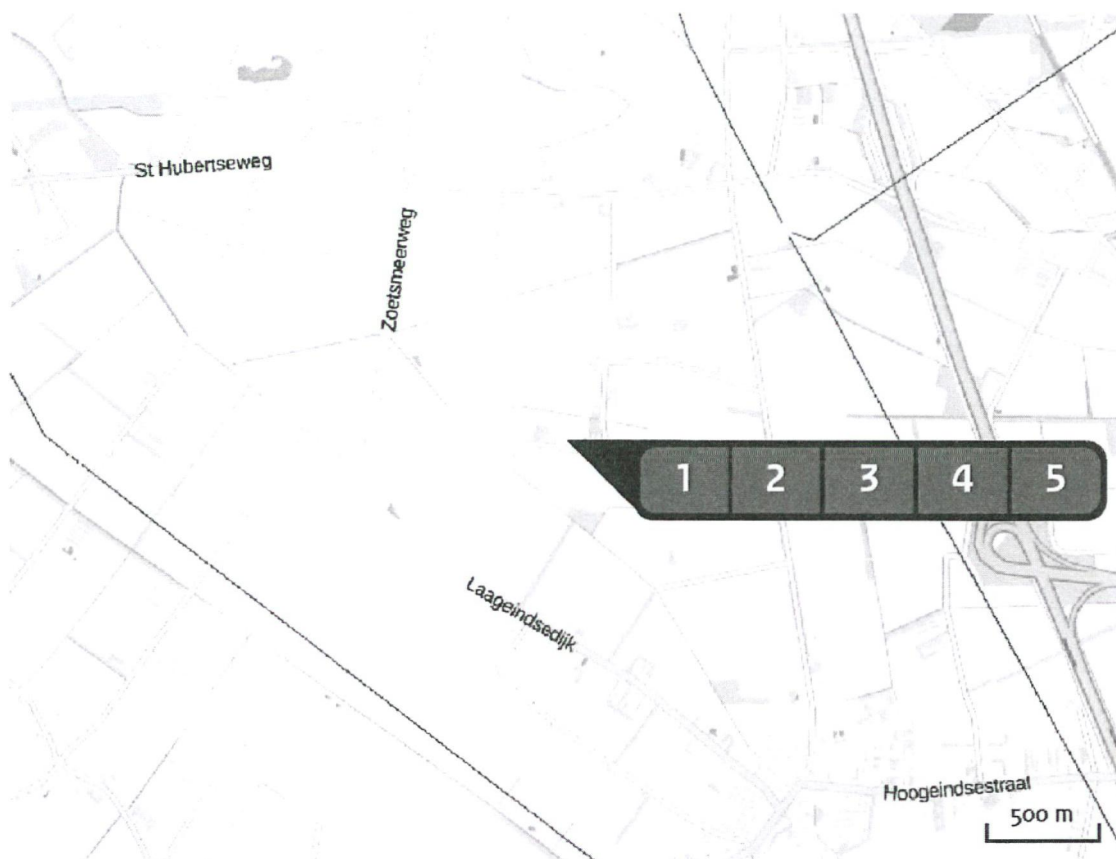 St Hubertseweg
Zoetsmeerweg
1 2 3 4 5
Laageindsedijk
Hoogeindsestraat
500 m